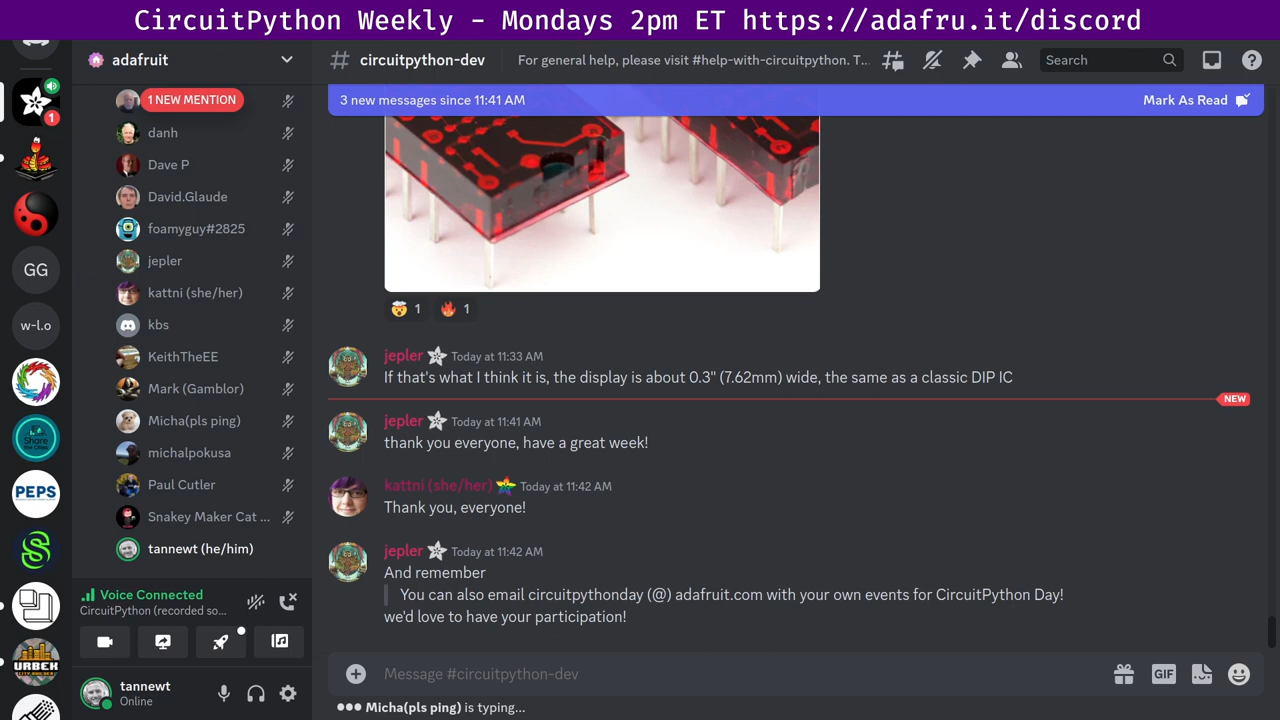 CircuitPython Weekly - Mondays 2pm ET https://adafru.it/discord
adafruit
circuitpython-dev
For general help, please visit #help-with-circuitpython. T...
Search
1
1 NEW MENTION
danh
Dave P
David.Glaude
foamyguy#2825
jepler
kattni (she/her)
kbs
KeithTheEE
Mark (Gamblor)
Micha(pls ping)
michalpokusa
Paul Cutler
Snakey Maker Cat ...
tannewt (he/him)
GG
w-l.o
Share
PEPS
URBEK
Voice Connected
CircuitPython (recorded so...
tannewt
Online
3 new messages since 11:41 AM
Mark As Read
1
1
jepler Today at 11:33 AM
If that's what I think it is, the display is about 0.3" (7.62mm) wide, the same as a classic DIP IC
NEW
jepler Today at 11:41 AM
thank you everyone, have a great week!
kattni (she/her) Today at 11:42 AM
Thank you, everyone!
jepler Today at 11:42 AM
And remember
You can also email circuitpythonday (@) adafruit.com with your own events for CircuitPython Day!
we'd love to have your participation!
Message #circuitpython-dev
GIF
Micha(pls ping) is typing...